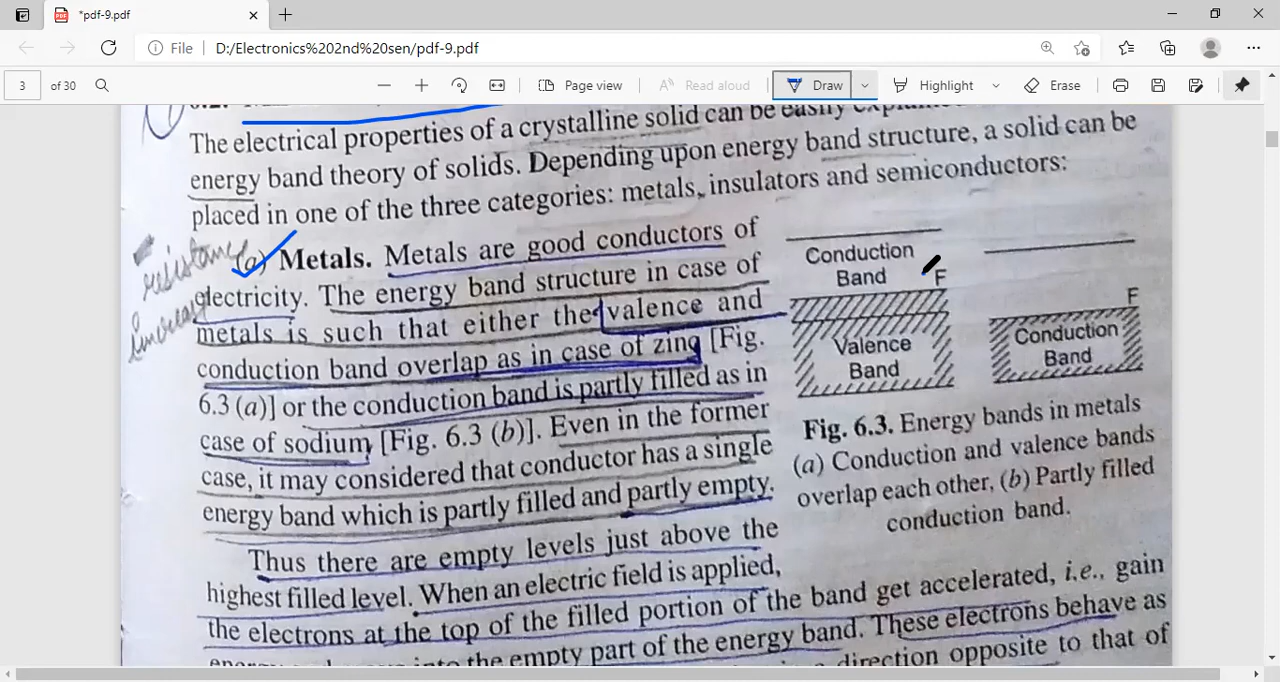 *pdf-9.pdf
File
D:/Electronics%202nd%20sen/pdf-9.pdf
3 of 30
Page view
Read aloud
Draw
Highlight
Erase
The electrical properties of a crystalline solid can be easily
energy band theory of solids. Depending upon energy band structure, a solid can be
placed in one of the three categories: metals, insulators and semiconductors:
resistance
increase
(a) Metals. Metals are good conductors of
electricity. The energy band structure in case of
metals is such that either the valence and
conduction band overlap as in case of zinc [Fig.
6.3 (a)] or the conduction band is partly filled as in
case of sodium [Fig. 6.3 (b)]. Even in the former
case, it may considered that conductor has a single
energy band which is partly filled and partly empty.
Thus there are empty levels just above the
highest filled level. When an electric field is applied,
the electrons at the top of the filled portion of the band get accelerated, i.e., gain
into the empty part of the energy band. These electrons behave as
direction opposite to that of
Conduction
Band
F
Valence
Band
F
Conduction
Band
Fig. 6.3. Energy bands in metals
(a) Conduction and valence bands
overlap each other, (b) Partly filled
conduction band.